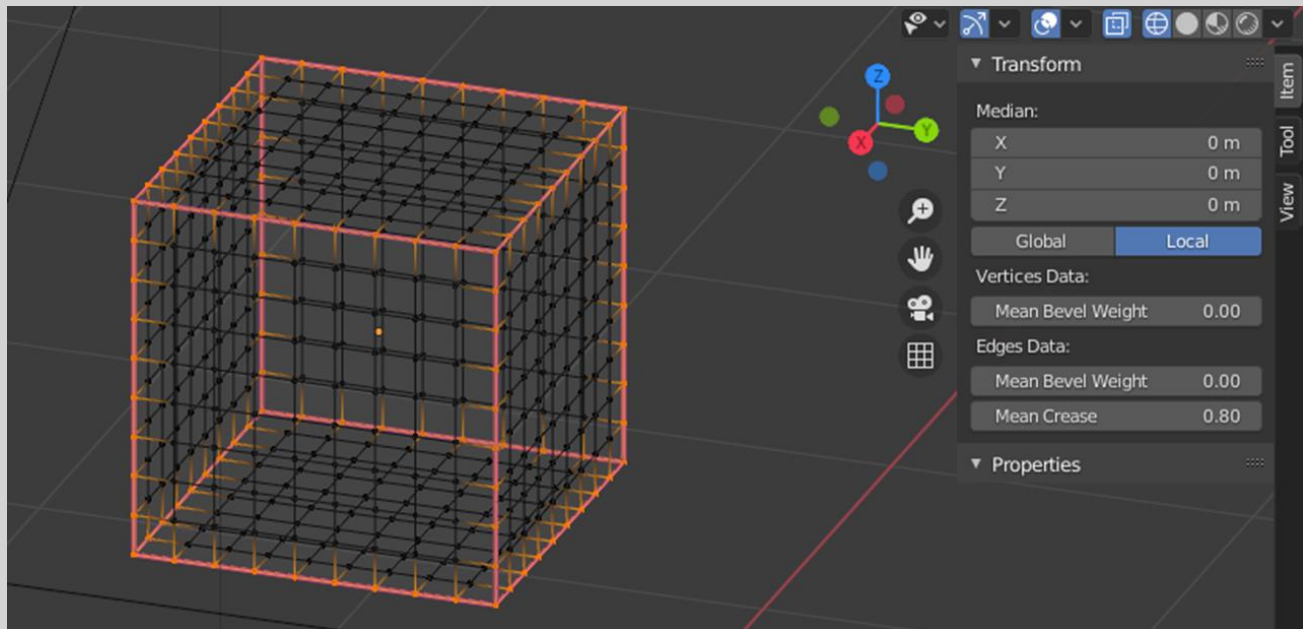 Z
X
Y
Transform
Median:
X 0 m
Y 0 m
Z 0 m
Global Local
Vertices Data:
Mean Bevel Weight 0.00
Edges Data:
Mean Bevel Weight 0.00
Mean Crease 0.80
Properties
Item
Tool
View